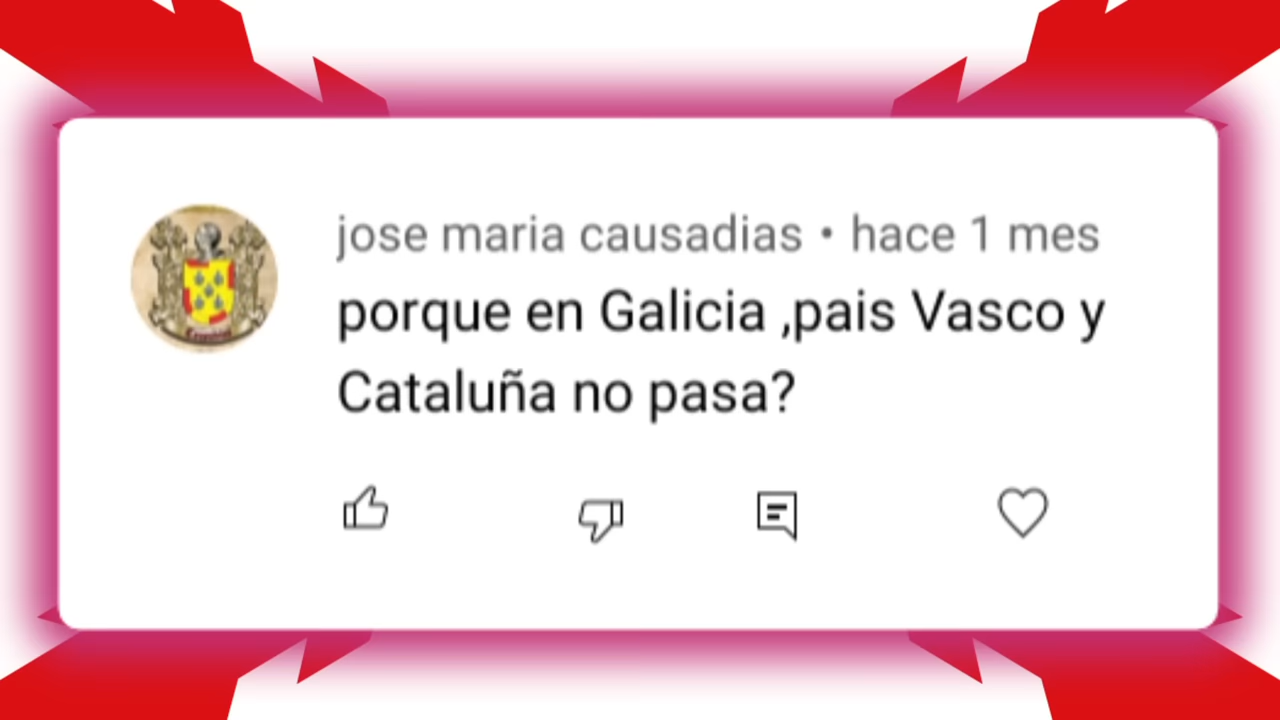 jose maria causadias • hace 1 mes
porque en Galicia ,pais Vasco y
Cataluña no pasa?